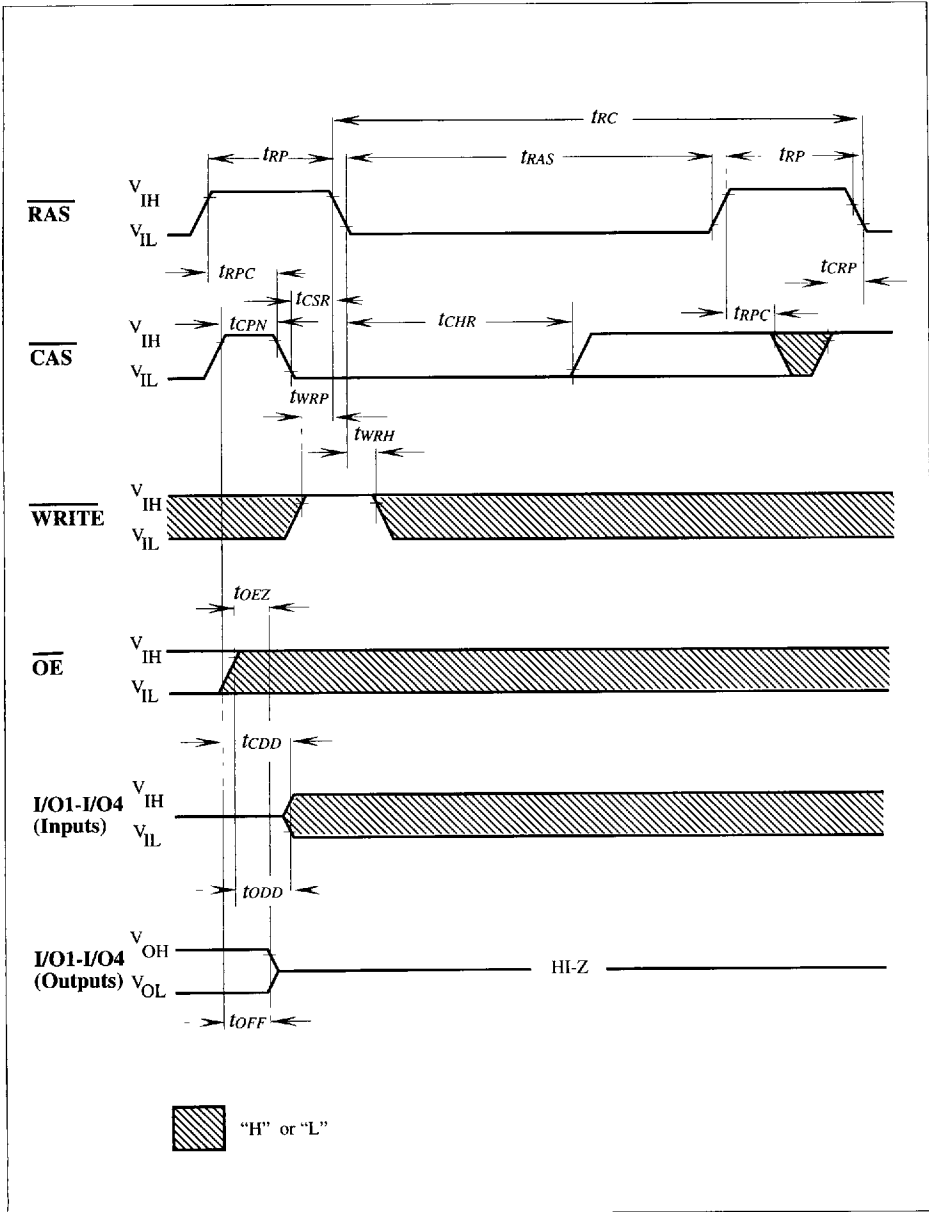 tRC
tRP tRAS tRP
RAS VIH
VIL
tRPC tCSR tCRP
tCPN tCHR tRPC
CAS VIH
VIL
tWRP
tWRH
WRITE VIH
VIL
tOEZ
OE VIH
VIL
tCDD
I/O1-I/O4 VIH
(Inputs) VIL
tODD
I/O1-I/O4 VOH
HI-Z
(Outputs) VOL
tOFF
"H" or "L"